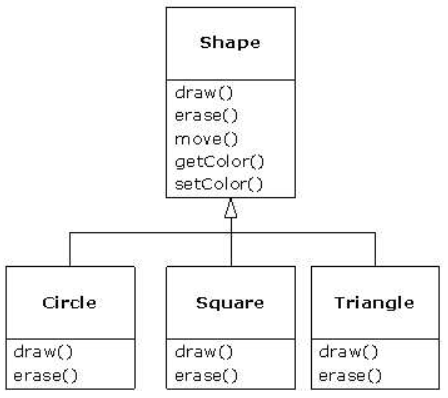 Shape
draw()
erase()
move()
getColor()
setColor()
Circle
draw()
erase()
Square
draw()
erase()
Triangle
draw()
erase()